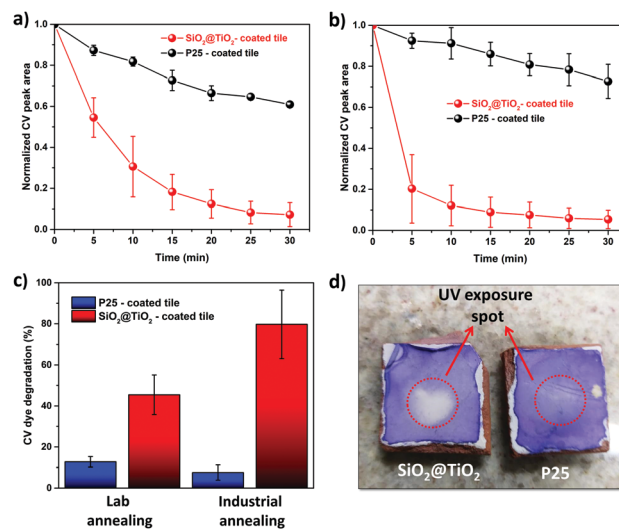 a)
SiO₂@TiO₂- coated tile
P25 - coated tile
Normalized CV peak area
1.0
0.8
0.6
0.4
0.2
0.0
0 5 10 15 20 25 30
Time (min)
b)
SiO₂@TiO₂- coated tile
P25 - coated tile
Normalized CV peak area
1.0
0.8
0.6
0.4
0.2
0.0
0 5 10 15 20 25 30
Time (min)
c)
P25 - coated tile
SiO₂@TiO₂ - coated tile
CV dye degradation (%)
100
80
60
40
20
0
Lab
annealing
Industrial
annealing
d)
UV exposure
spot
SiO₂@TiO₂
P25